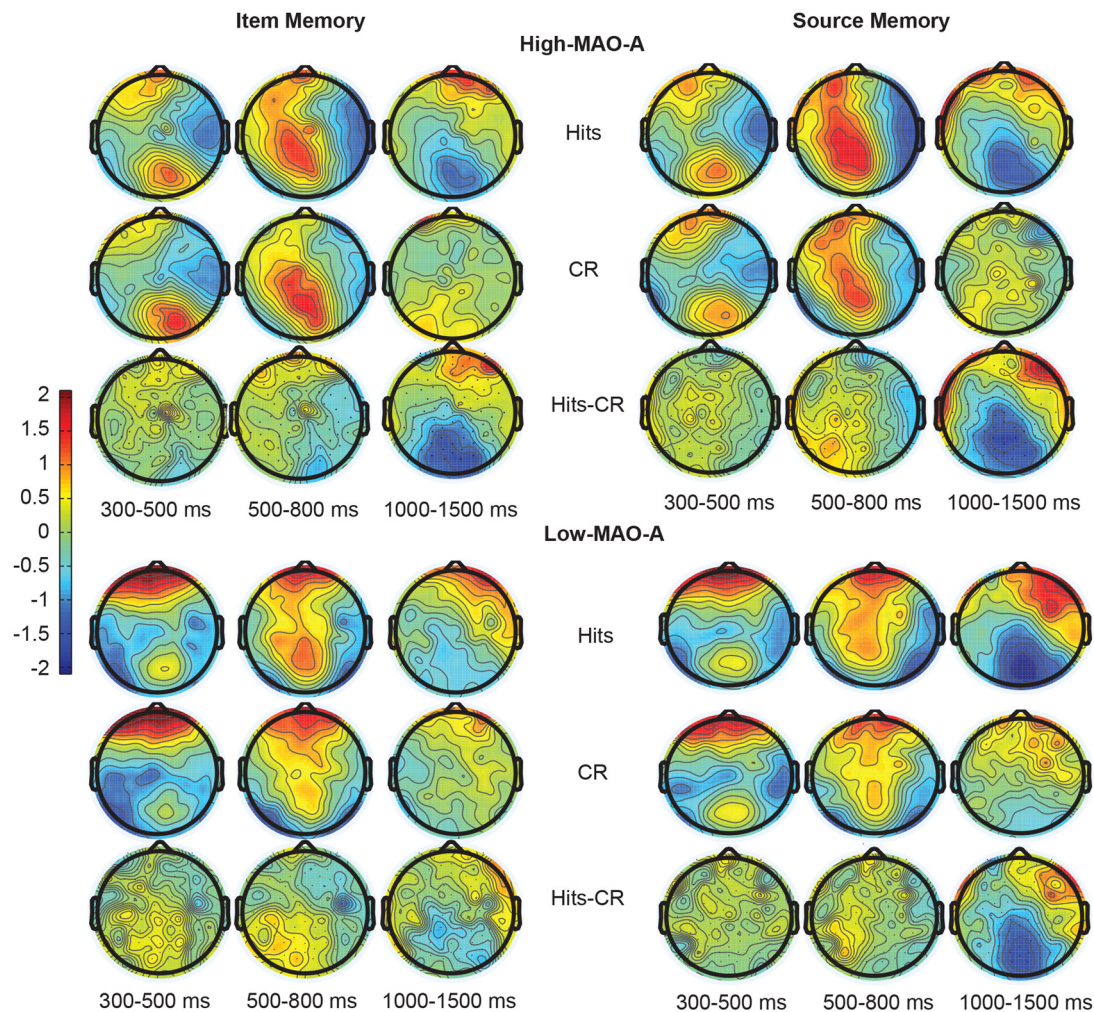 Item Memory Source Memory
High-MAO-A
Hits
CR
Hits-CR
2
1.5
1
0.5
0
-0.5
-1
-1.5
-2
300-500 ms 500-800 ms 1000-1500 ms 300-500 ms 500-800 ms 1000-1500 ms
Low-MAO-A
Hits
CR
Hits-CR
300-500 ms 500-800 ms 1000-1500 ms 300-500 ms 500-800 ms 1000-1500 ms